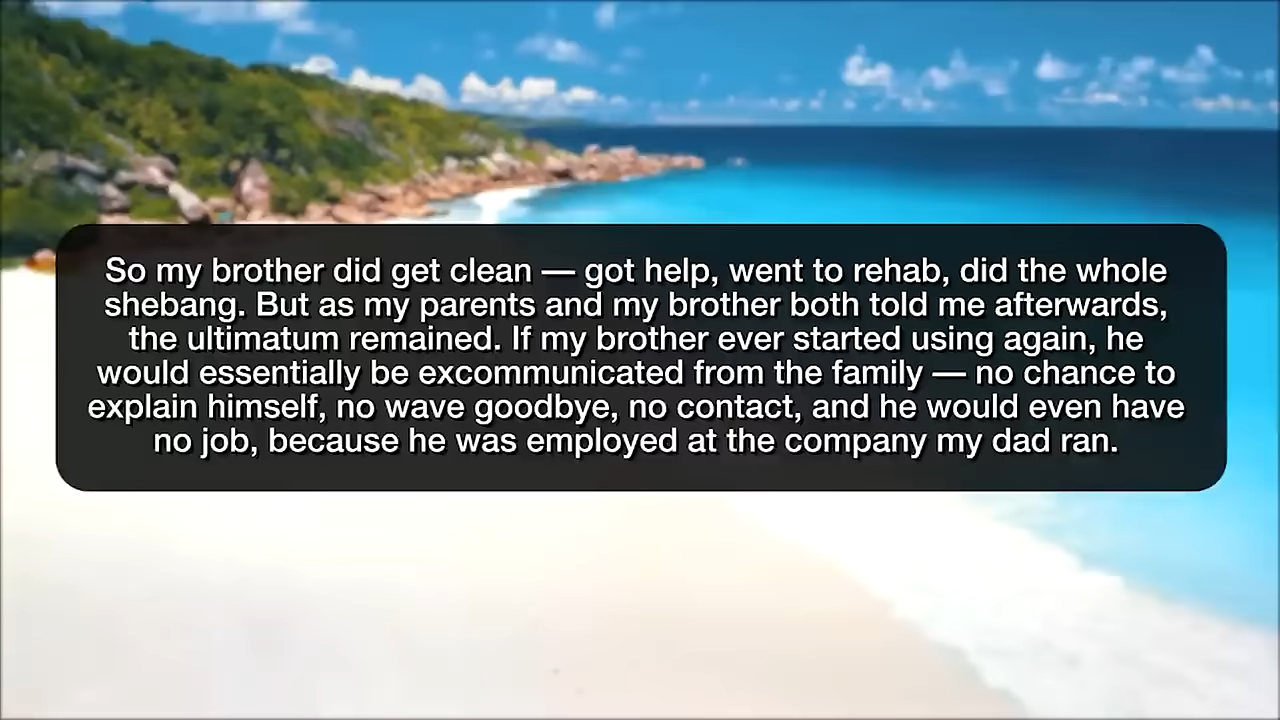 So my brother did get clean — got help, went to rehab, did the whole
shebang. But as my parents and my brother both told me afterwards,
the ultimatum remained. If my brother ever started using again, he
would essentially be excommunicated from the family — no chance to
explain himself, no wave goodbye, no contact, and he would even have
no job, because he was employed at the company my dad ran.